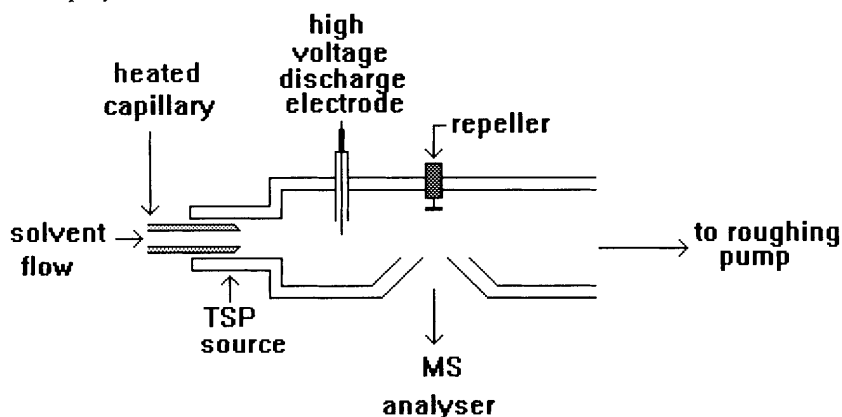 high
voltage
discharge
electrode
heated
capillary
repeller
solvent
flow
to roughing
pump
TSP
source
MS
analyser